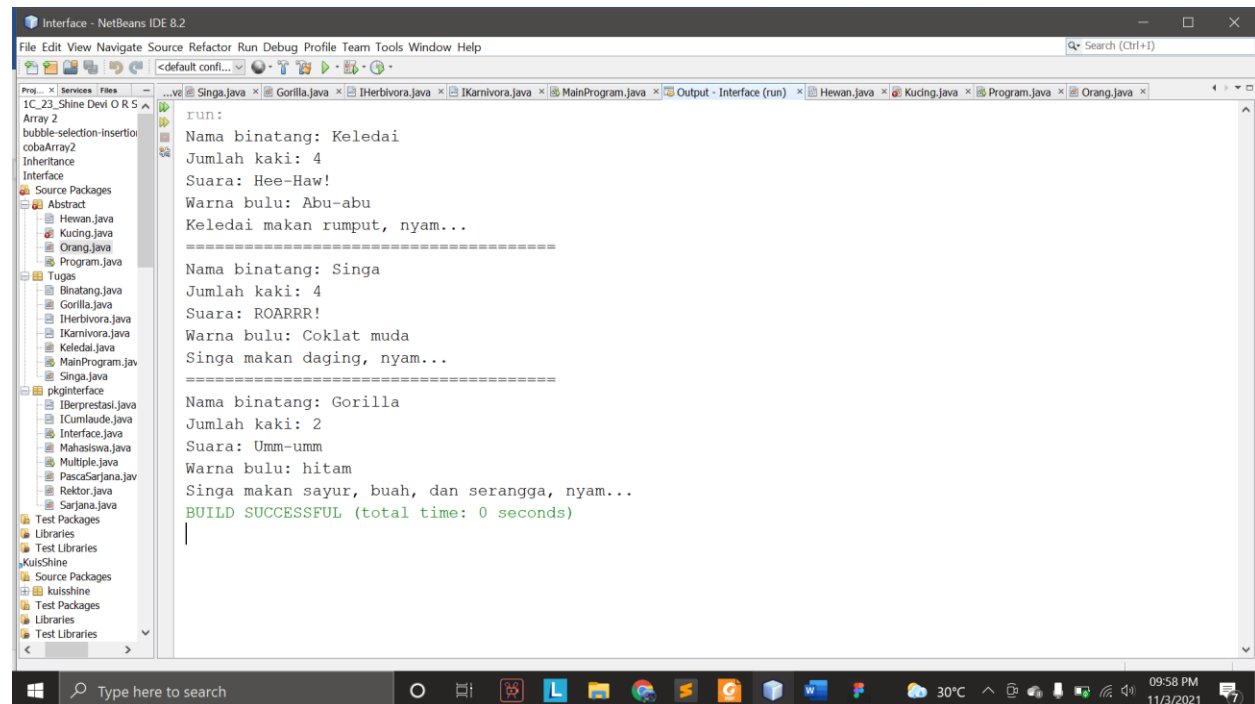 Interface - NetBeans IDE 8.2
File Edit View Navigate Source Refactor Run Debug Profile Team Tools Window Help
Search (Ctrl+I)
<default confi...
Proj... × Services Files
...va Singa.java × Gorilla.java × IHerbivora.java × IKarnivora.java × MainProgram.java × Output - Interface (run) × Hewan.java × Kucing.java × Program.java × Orang.java ×
1C_23_Shine Devi O R S
Array 2
bubble-selection-insertion
cobaArray2
Inheritance
Interface
Source Packages
Abstract
Hewan.java
Kucing.java
Orang.java
Program.java
Tugas
Binatang.java
Gorilla.java
IHerbivora.java
IKarnivora.java
Keledai.java
MainProgram.jav
Singa.java
pkginterface
IBerprestasi.java
ICumlaude.java
Interface.java
Mahasiswa.java
Multiple.java
PascaSarjana.jav
Rektor.java
Sarjana.java
Test Packages
Libraries
Test Libraries
KuisShine
Source Packages
kuisshine
Test Packages
Libraries
Test Libraries
run:
Nama binatang: Keledai
Jumlah kaki: 4
Suara: Hee-Haw!
Warna bulu: Abu-abu
Keledai makan rumput, nyam...
======================================
Nama binatang: Singa
Jumlah kaki: 4
Suara: ROARRR!
Warna bulu: Coklat muda
Singa makan daging, nyam...
======================================
Nama binatang: Gorilla
Jumlah kaki: 2
Suara: Umm-umm
Warna bulu: hitam
Singa makan sayur, buah, dan serangga, nyam...
BUILD SUCCESSFUL (total time: 0 seconds)
Type here to search
30°C
09:58 PM
11/3/2021
7